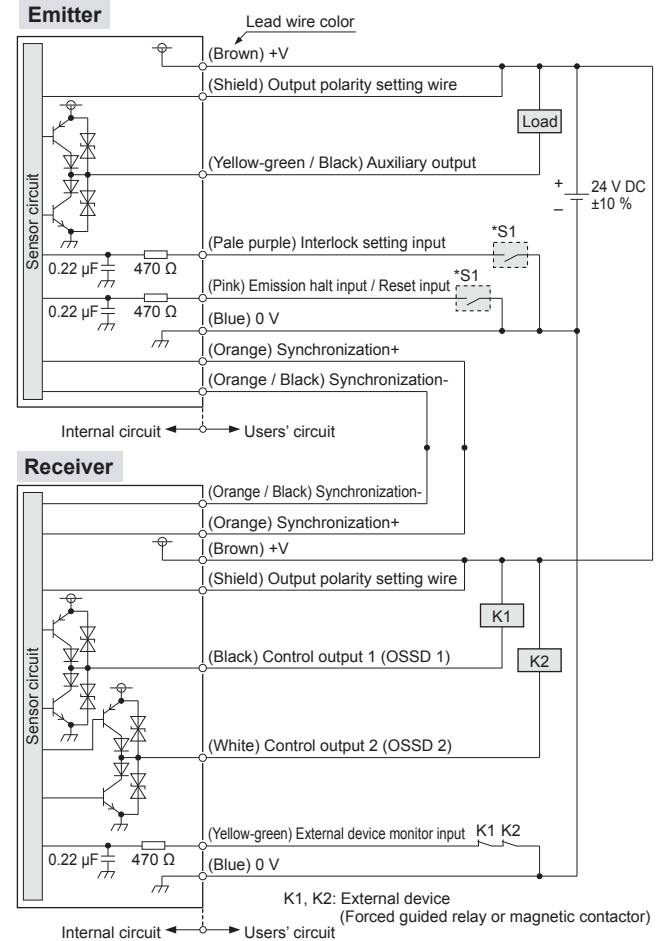 Emitter
Lead wire color
(Brown) +V
(Shield) Output polarity setting wire
Load
(Yellow-green / Black) Auxiliary output
+
–
24 V DC
±10 %
Sensor circuit
(Pale purple) Interlock setting input
*S1
0.22 µF
470 Ω
(Pink) Emission halt input / Reset input
*S1
0.22 µF
470 Ω
(Blue) 0 V
(Orange) Synchronization+
(Orange / Black) Synchronization-
Internal circuit
Users' circuit
Receiver
(Orange / Black) Synchronization-
(Orange) Synchronization+
(Brown) +V
(Shield) Output polarity setting wire
K1
K2
(Black) Control output 1 (OSSD 1)
Sensor circuit
(White) Control output 2 (OSSD 2)
(Yellow-green) External device monitor input
K1 K2
0.22 µF
470 Ω
(Blue) 0 V
K1, K2: External device
(Forced guided relay or magnetic contactor)
Internal circuit
Users' circuit